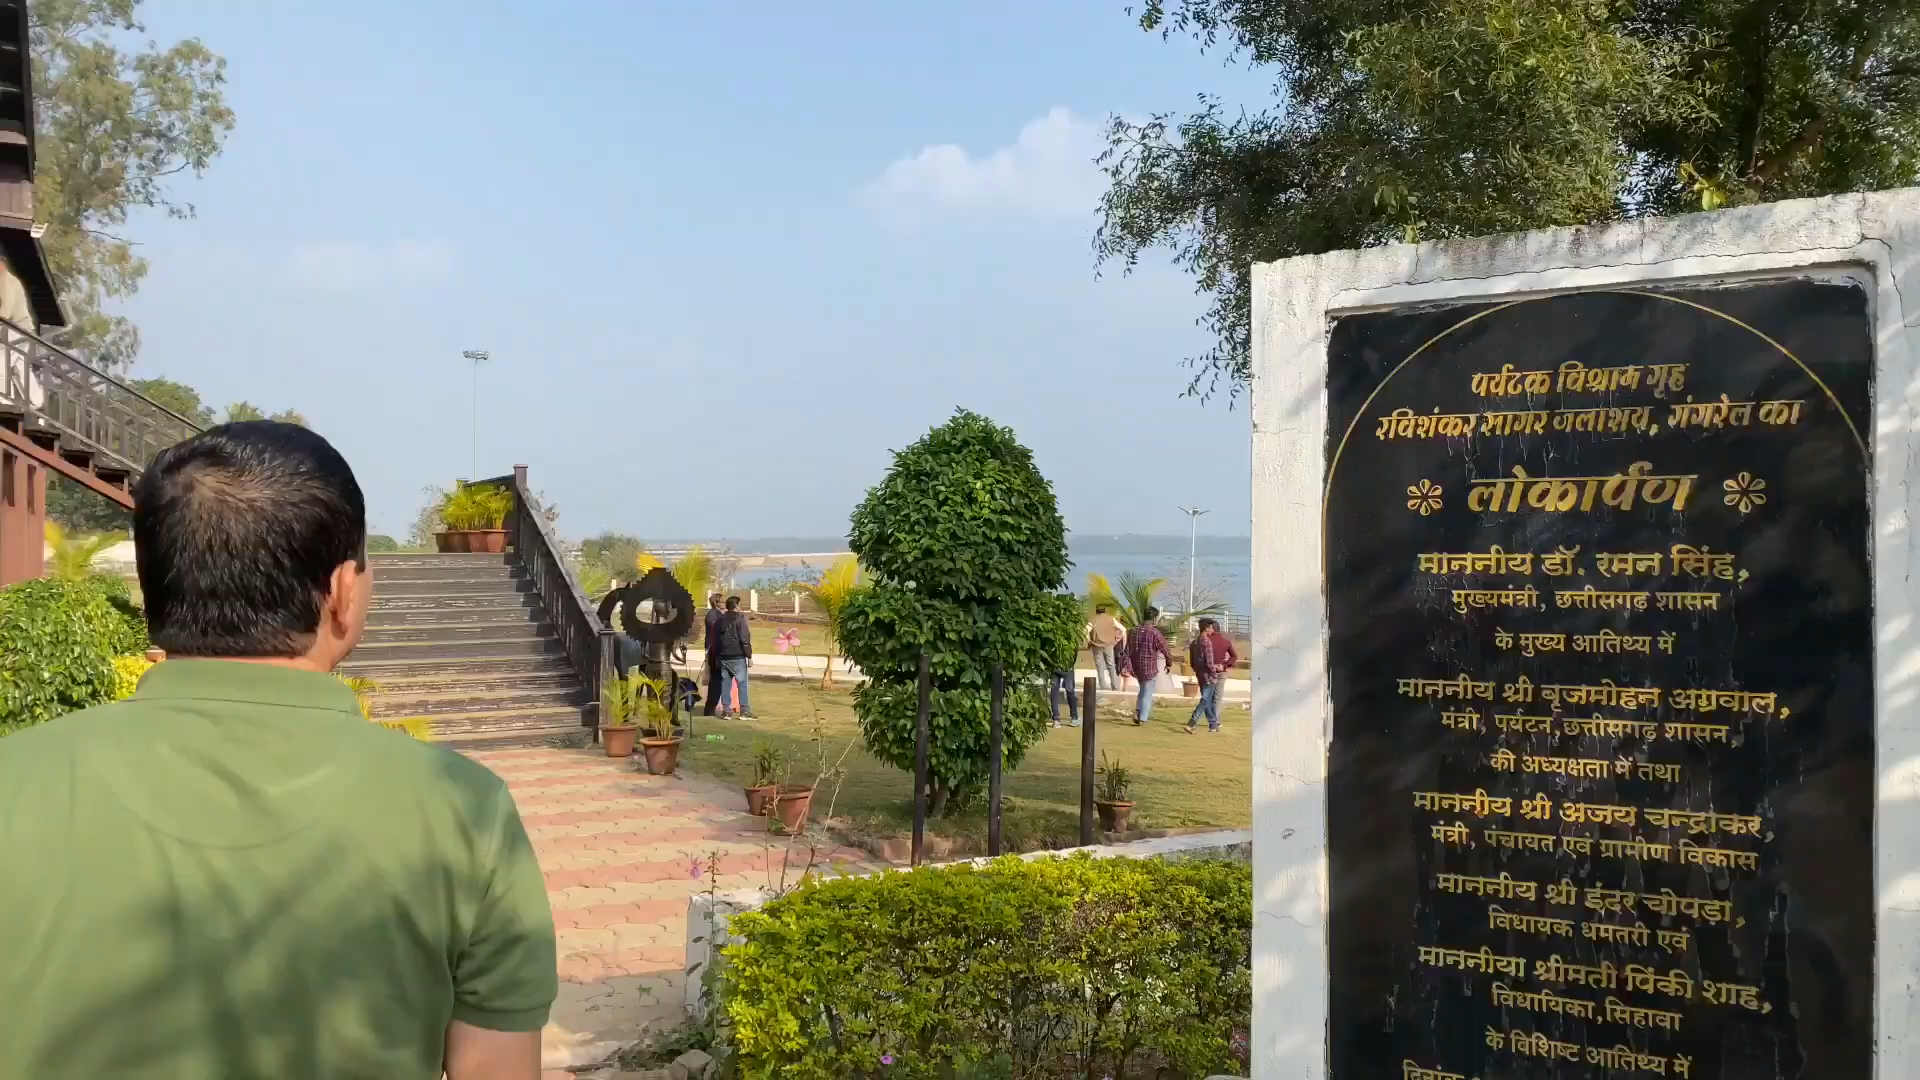 पर्यटक विश्राम गृह
रविशंकर सागर जलाशय, गंगरेल का
लोकार्पण
माननीय डॉ. रमन सिंह,
मुख्यमंत्री, छत्तीसगढ़ शासन
के मुख्य आतिथ्य में
माननीय श्री बृजमोहन अग्रवाल,
मंत्री, पर्यटन, छत्तीसगढ़ शासन,
की अध्यक्षता में तथा
माननीय श्री अजय चन्द्राकर,
मंत्री, पंचायत एवं ग्रामीण विकास
माननीय श्री इंदर चोपड़ा,
विधायक धमतरी एवं
माननीया श्रीमती पिंकी शाह,
विधायिका, सिहावा
के विशिष्ट आतिथ्य में